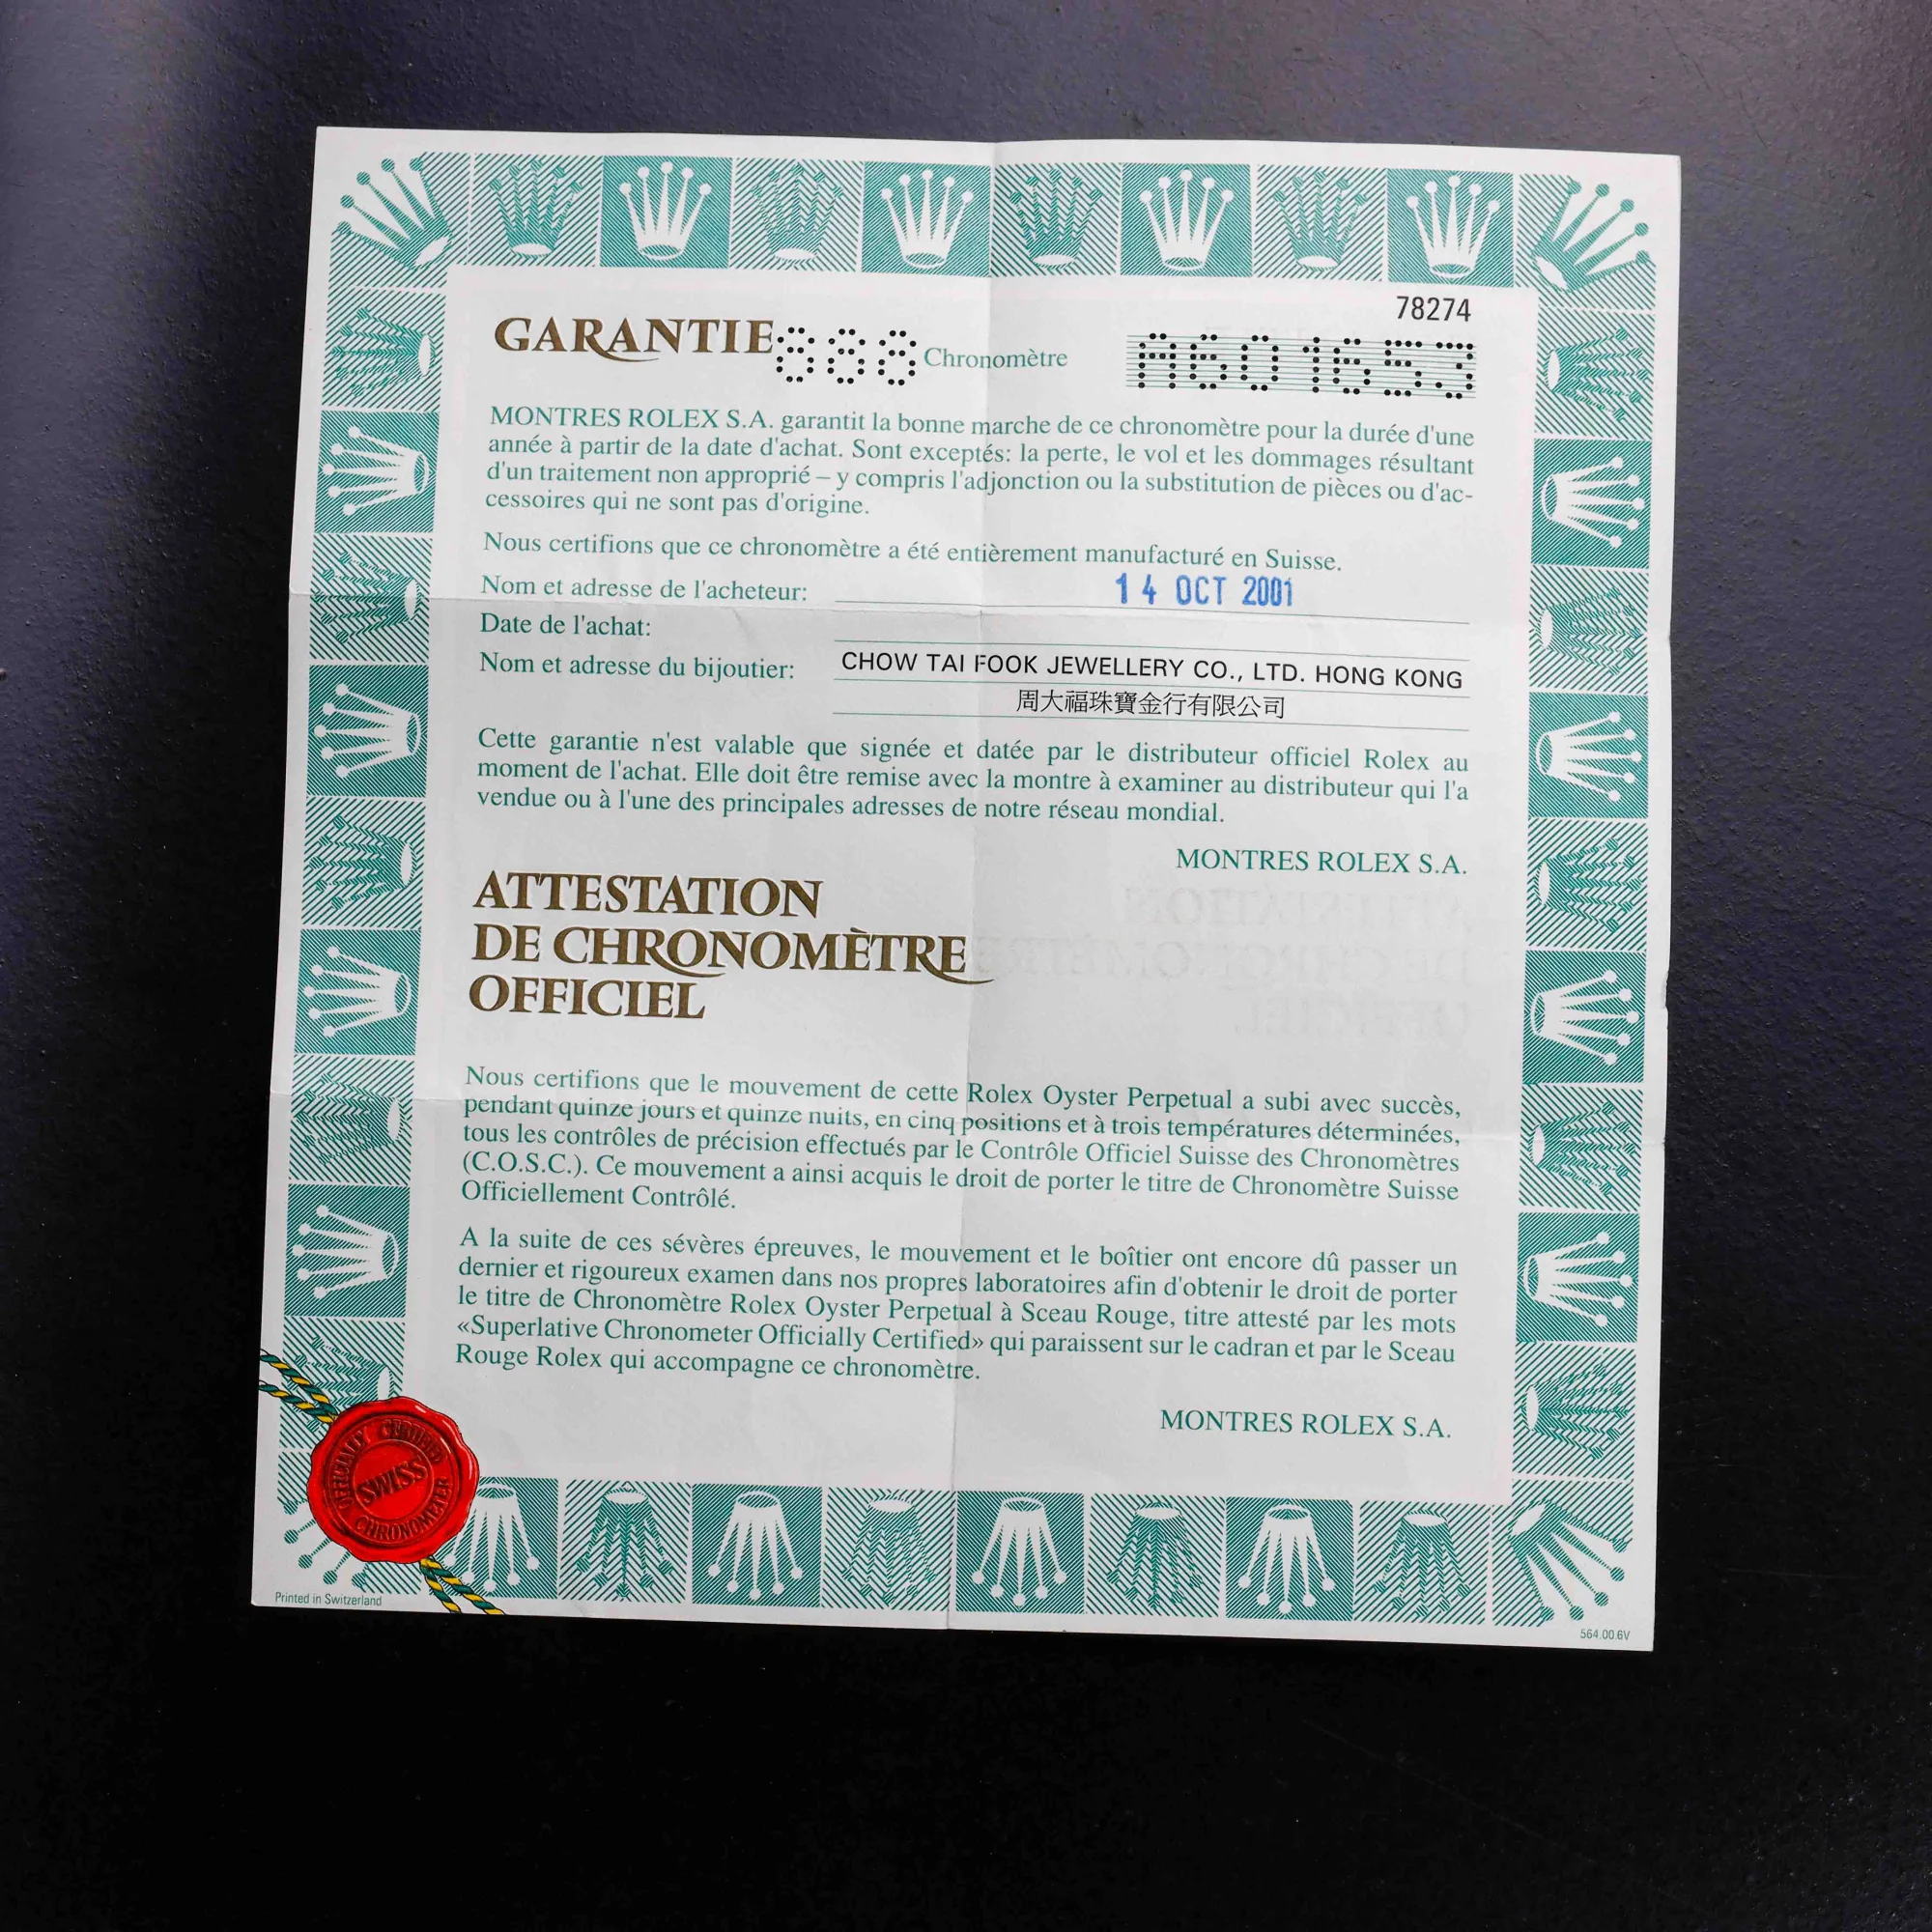 78274
GARANTIE 888 Chronomètre A601653
MONTRES ROLEX S.A. garantit la bonne marche de ce chronomètre pour la durée d'une
année à partir de la date d'achat. Sont exceptés: la perte, le vol et les dommages résultant
d'un traitement non approprié – y compris l'adjonction ou la substitution de pièces ou d'ac-
cessoires qui ne sont pas d'origine.
Nous certifions que ce chronomètre a été entièrement manufacturé en Suisse.
Nom et adresse de l'acheteur: 14 OCT 2001
Date de l'achat:
Nom et adresse du bijoutier: CHOW TAI FOOK JEWELLERY CO., LTD. HONG KONG
周大福珠寶金行有限公司
Cette garantie n'est valable que signée et datée par le distributeur officiel Rolex au
moment de l'achat. Elle doit être remise avec la montre à examiner au distributeur qui l'a
vendue ou à l'une des principales adresses de notre réseau mondial.
MONTRES ROLEX S.A.
ATTESTATION
DE CHRONOMÈTRE
OFFICIEL
Nous certifions que le mouvement de cette Rolex Oyster Perpetual a subi avec succès,
pendant quinze jours et quinze nuits, en cinq positions et à trois températures déterminées,
tous les contrôles de précision effectués par le Contrôle Officiel Suisse des Chronomètres
(C.O.S.C.). Ce mouvement a ainsi acquis le droit de porter le titre de Chronomètre Suisse
Officiellement Contrôlé.
A la suite de ces sévères épreuves, le mouvement et le boîtier ont encore dû passer un
dernier et rigoureux examen dans nos propres laboratoires afin d'obtenir le droit de porter
le titre de Chronomètre Rolex Oyster Perpetual à Sceau Rouge, titre attesté par les mots
«Superlative Chronometer Officially Certified» qui paraissent sur le cadran et par le Sceau
Rouge Rolex qui accompagne ce chronomètre.
MONTRES ROLEX S.A.
OFFICIALLY CERTIFIED
SWISS
CHRONOMETER
Printed in Switzerland
564.00.6V